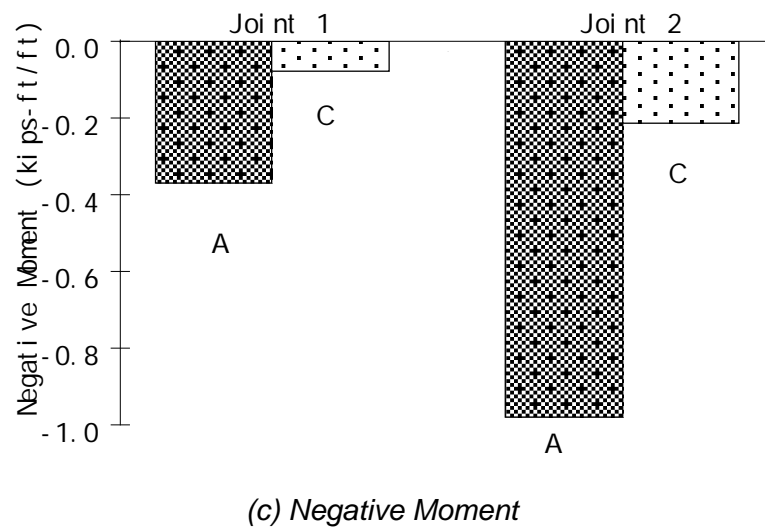 Joint 1 Joint 2
0.0
-0.2
-0.4
-0.6
-0.8
-1.0
Negative Moment (kips-ft/ft)
C
A
C
A
(c) Negative Moment